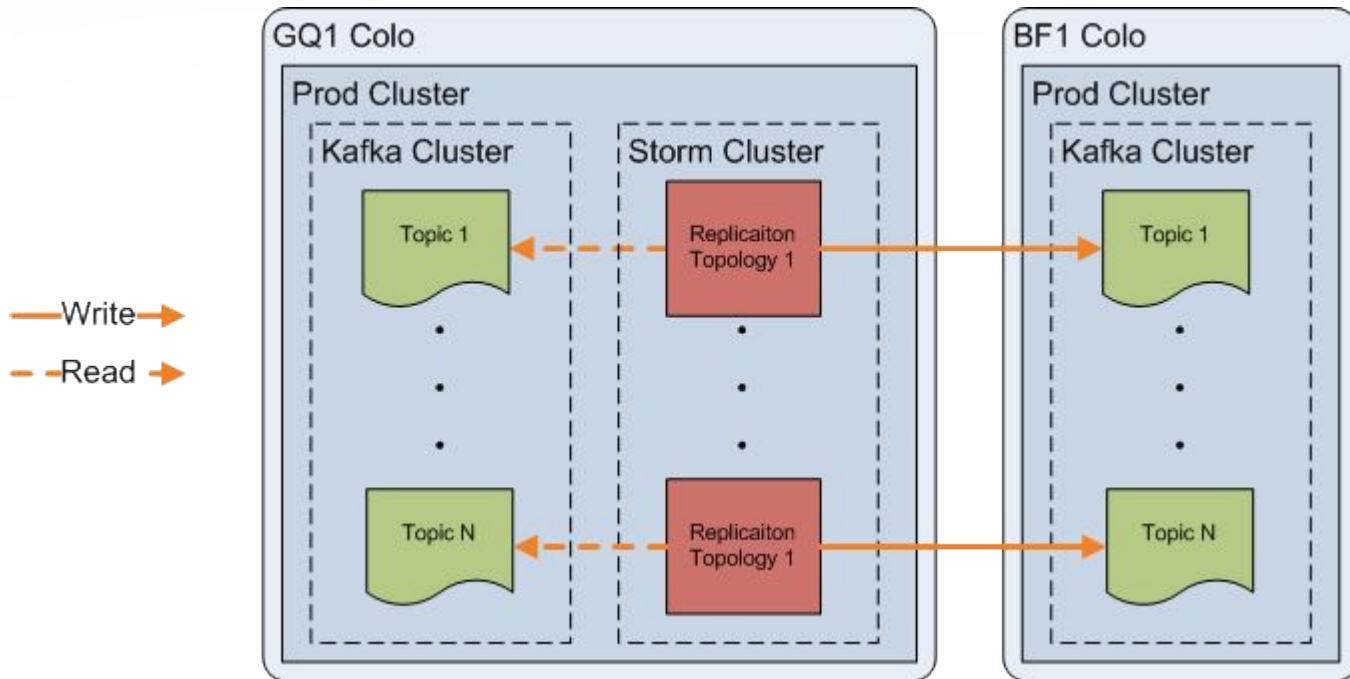 GQ1 Colo
BF1 Colo
Prod Cluster
Prod Cluster
Kafka Cluster
Storm Cluster
Kafka Cluster
Topic 1
Replicaiton
Topology 1
Topic 1
Write
Read
Topic N
Replicaiton
Topology 1
Topic N